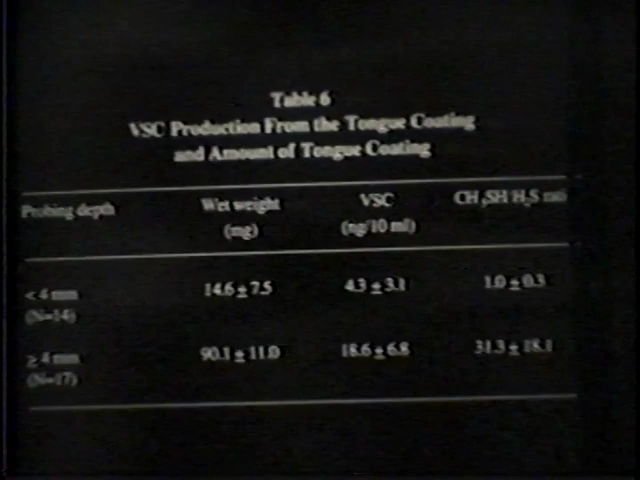 Table 6
VSC Production From the Tongue Coating
and Amount of Tongue Coating
Probing depth Wet weight VSC CH₃SH/H₂S ratio
(mg) (ng/10 ml)
< 4 mm 14.6 ± 7.5 4.3 ± 3.1 1.0 ± 0.3
(N=14)
≥ 4 mm 90.1 ± 11.0 18.6 ± 6.8 31.3 ± 18.1
(N=17)